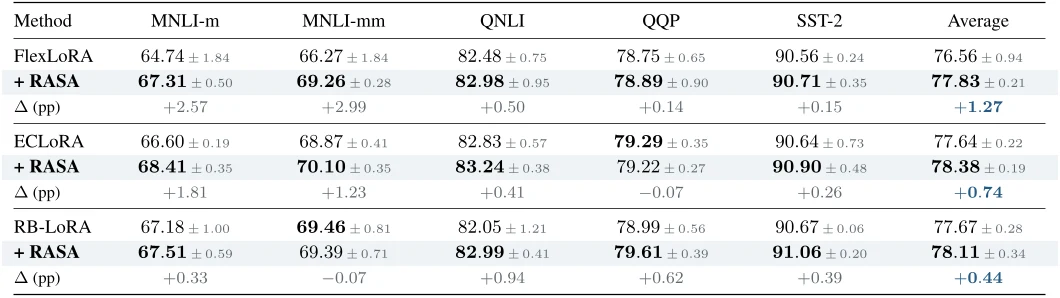 Method MNLI-m MNLI-mm QNLI QQP SST-2 Average
FlexLoRA 64.74 ± 1.84 66.27 ± 1.84 82.48 ± 0.75 78.75 ± 0.65 90.56 ± 0.24 76.56 ± 0.94
+ RASA 67.31 ± 0.50 69.26 ± 0.28 82.98 ± 0.95 78.89 ± 0.90 90.71 ± 0.35 77.83 ± 0.21
Δ (pp) +2.57 +2.99 +0.50 +0.14 +0.15 +1.27
ECLoRA 66.60 ± 0.19 68.87 ± 0.41 82.83 ± 0.57 79.29 ± 0.35 90.64 ± 0.73 77.64 ± 0.22
+ RASA 68.41 ± 0.35 70.10 ± 0.35 83.24 ± 0.38 79.22 ± 0.27 90.90 ± 0.48 78.38 ± 0.19
Δ (pp) +1.81 +1.23 +0.41 −0.07 +0.26 +0.74
RB-LoRA 67.18 ± 1.00 69.46 ± 0.81 82.05 ± 1.21 78.99 ± 0.56 90.67 ± 0.06 77.67 ± 0.28
+ RASA 67.51 ± 0.59 69.39 ± 0.71 82.99 ± 0.41 79.61 ± 0.39 91.06 ± 0.20 78.11 ± 0.34
Δ (pp) +0.33 −0.07 +0.94 +0.62 +0.39 +0.44